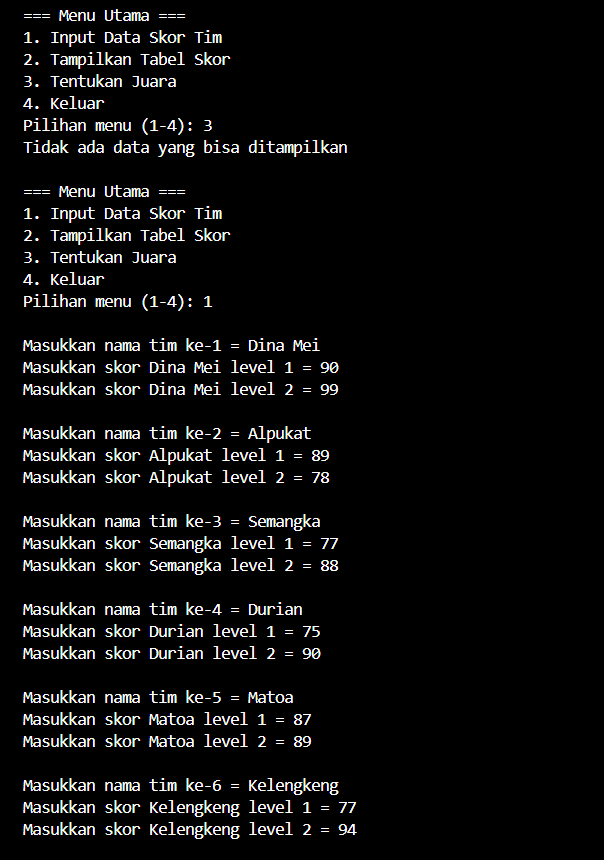 === Menu Utama ===
1. Input Data Skor Tim
2. Tampilkan Tabel Skor
3. Tentukan Juara
4. Keluar
Pilihan menu (1-4): 3
Tidak ada data yang bisa ditampilkan
=== Menu Utama ===
1. Input Data Skor Tim
2. Tampilkan Tabel Skor
3. Tentukan Juara
4. Keluar
Pilihan menu (1-4): 1
Masukkan nama tim ke-1 = Dina Mei
Masukkan skor Dina Mei level 1 = 90
Masukkan skor Dina Mei level 2 = 99
Masukkan nama tim ke-2 = Alpukat
Masukkan skor Alpukat level 1 = 89
Masukkan skor Alpukat level 2 = 78
Masukkan nama tim ke-3 = Semangka
Masukkan skor Semangka level 1 = 77
Masukkan skor Semangka level 2 = 88
Masukkan nama tim ke-4 = Durian
Masukkan skor Durian level 1 = 75
Masukkan skor Durian level 2 = 90
Masukkan nama tim ke-5 = Matoa
Masukkan skor Matoa level 1 = 87
Masukkan skor Matoa level 2 = 89
Masukkan nama tim ke-6 = Kelengkeng
Masukkan skor Kelengkeng level 1 = 77
Masukkan skor Kelengkeng level 2 = 94